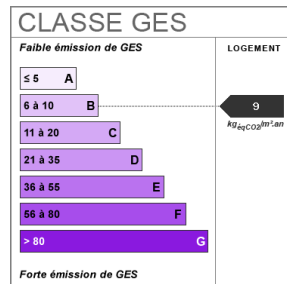 CLASSE GES
Faible émission de GES
LOGEMENT
≤ 5 A
6 à 10 B
9
kgéqCO2/m².an
11 à 20 C
21 à 35 D
36 à 55 E
56 à 80 F
> 80 G
Forte émission de GES